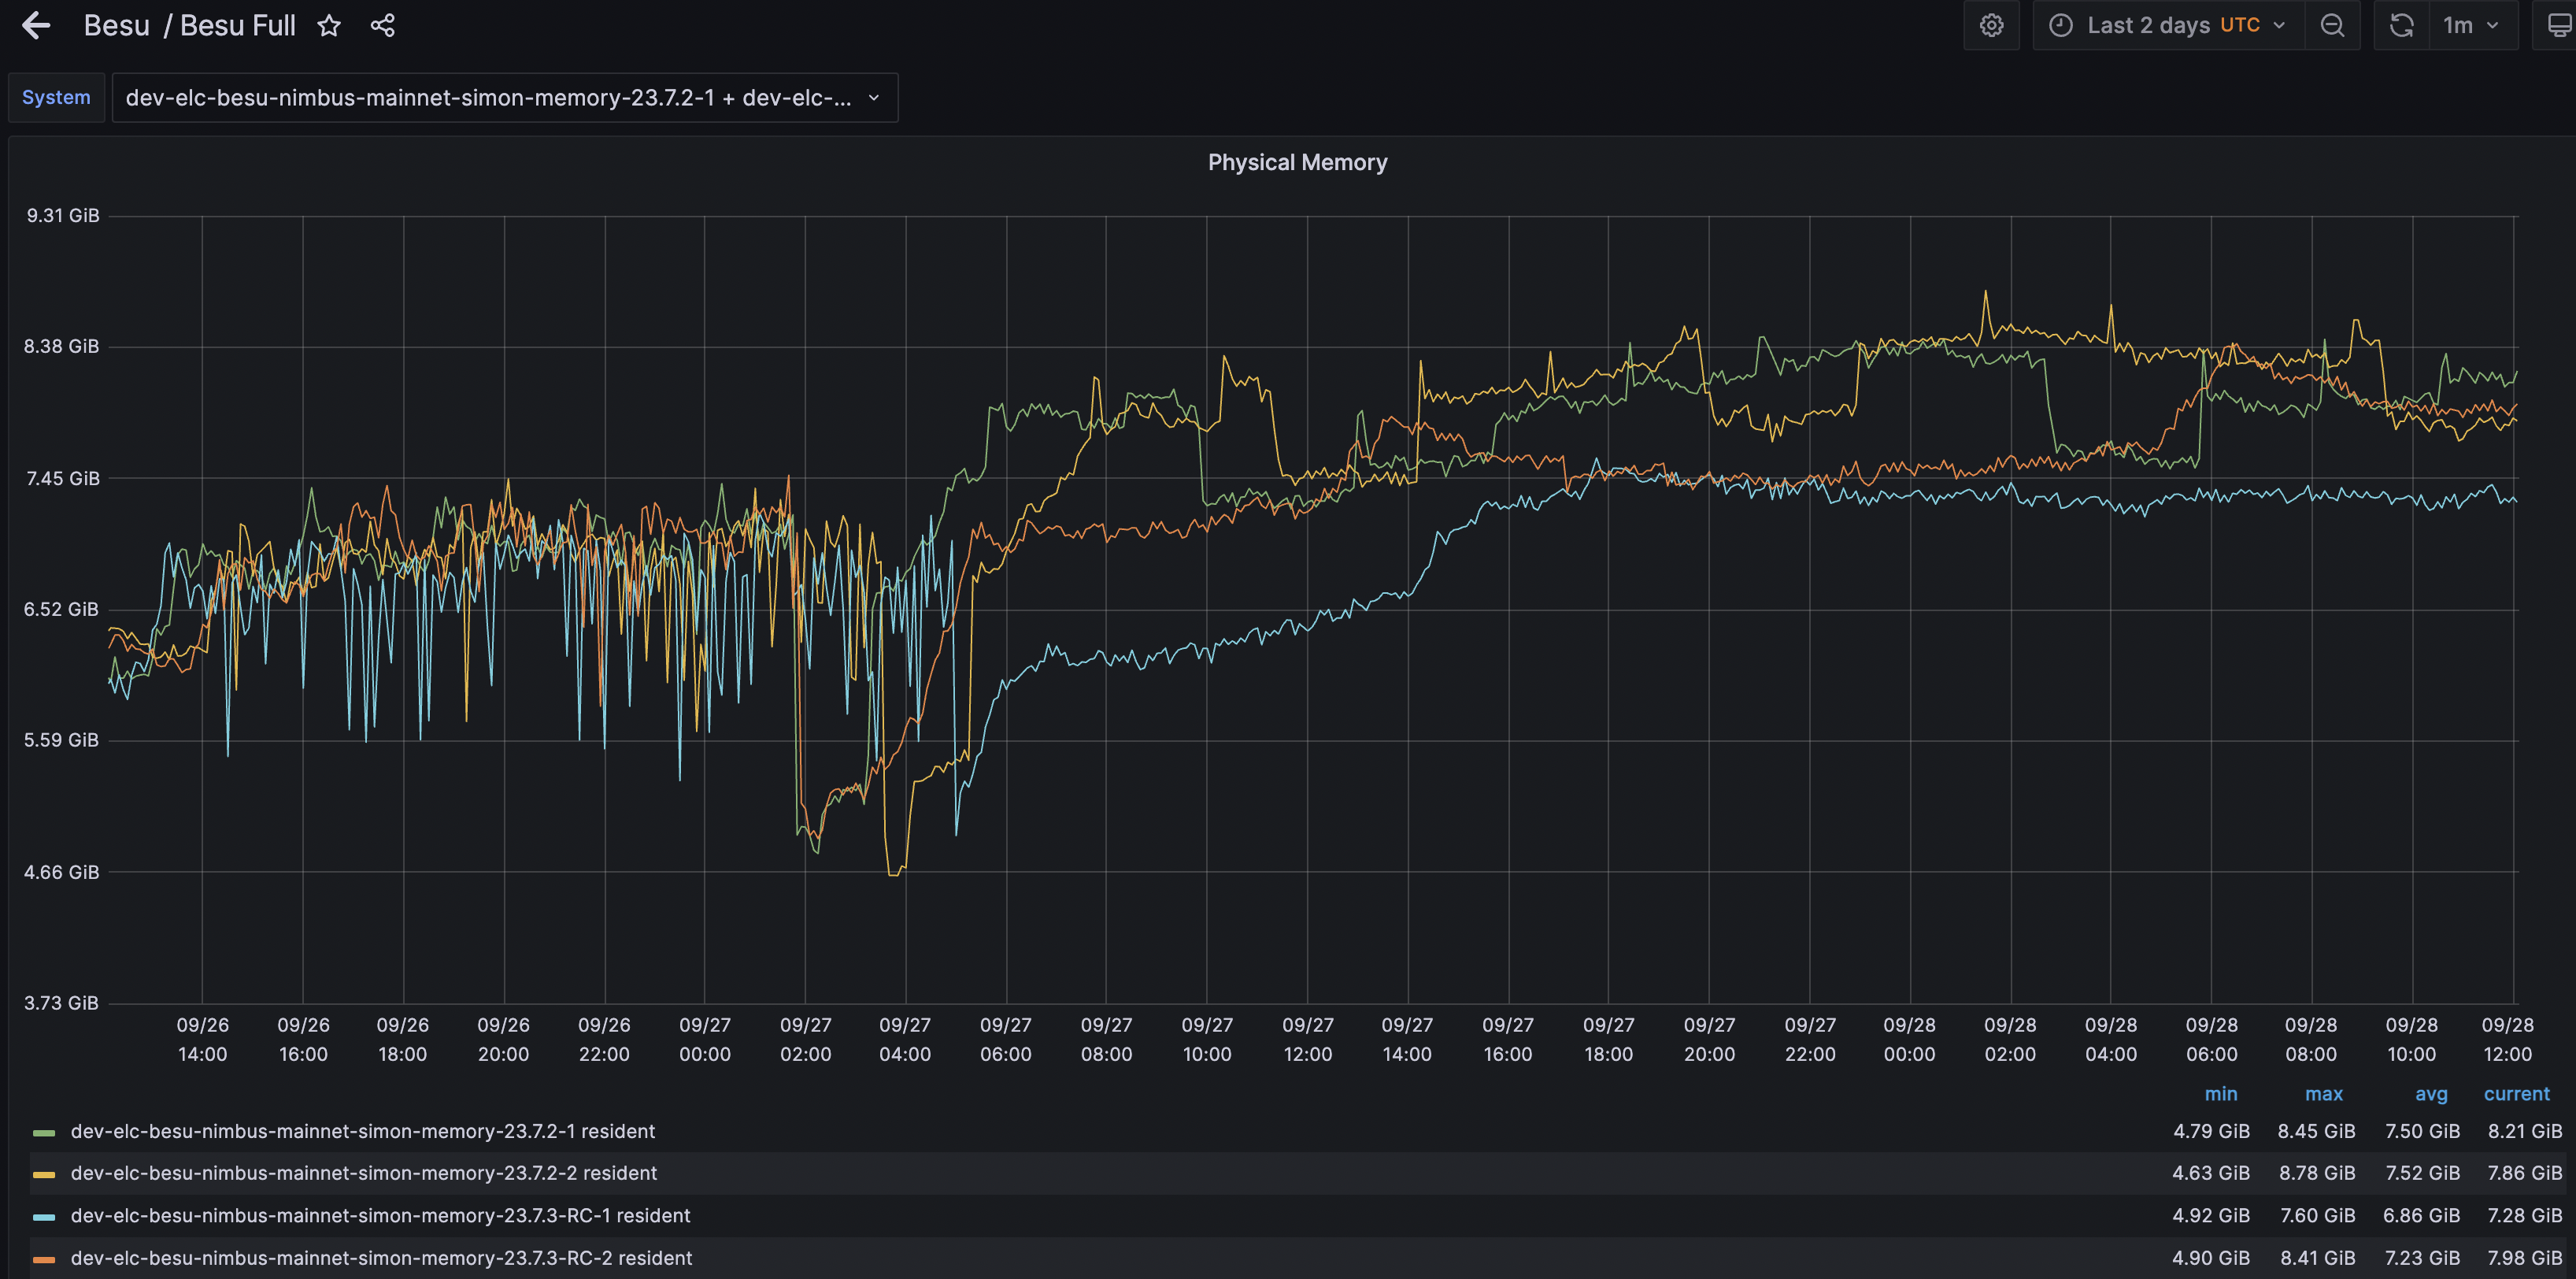 Besu / Besu Full
Last 2 days UTC
1m
System
dev-elc-besu-nimbus-mainnet-simon-memory-23.7.2-1 + dev-elc-...
Physical Memory
9.31 GiB
8.38 GiB
7.45 GiB
6.52 GiB
5.59 GiB
4.66 GiB
3.73 GiB
09/26 09/26 09/26 09/26 09/26 09/27 09/27 09/27 09/27 09/27 09/27 09/27 09/27 09/27 09/27 09/27 09/27 09/28 09/28 09/28 09/28 09/28 09/28 09/28
14:00 16:00 18:00 20:00 22:00 00:00 02:00 04:00 06:00 08:00 10:00 12:00 14:00 16:00 18:00 20:00 22:00 00:00 02:00 04:00 06:00 08:00 10:00 12:00
min max avg current
dev-elc-besu-nimbus-mainnet-simon-memory-23.7.2-1 resident 4.79 GiB 8.45 GiB 7.50 GiB 8.21 GiB
dev-elc-besu-nimbus-mainnet-simon-memory-23.7.2-2 resident 4.63 GiB 8.78 GiB 7.52 GiB 7.86 GiB
dev-elc-besu-nimbus-mainnet-simon-memory-23.7.3-RC-1 resident 4.92 GiB 7.60 GiB 6.86 GiB 7.28 GiB
dev-elc-besu-nimbus-mainnet-simon-memory-23.7.3-RC-2 resident 4.90 GiB 8.41 GiB 7.23 GiB 7.98 GiB